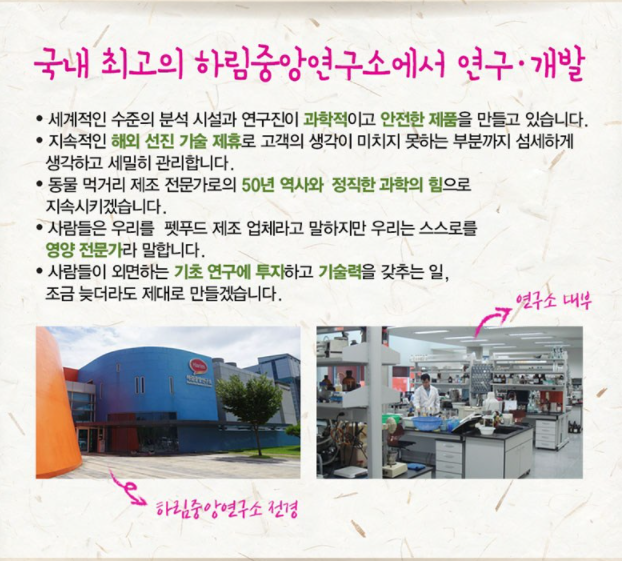 국내 최고의 하림중앙연구소에서 연구·개발
• 세계적인 수준의 분석 시설과 연구진이 과학적이고 안전한 제품을 만들고 있습니다.
• 지속적인 해외 선진 기술 제휴로 고객의 생각이 미치지 못하는 부분까지 섬세하게
생각하고 세밀히 관리합니다.
• 동물 먹거리 제조 전문가로의 50년 역사와 정직한 과학의 힘으로
지속시키겠습니다.
• 사람들은 우리를 펫푸드 제조 업체라고 말하지만 우리는 스스로를
영양 전문가라 말합니다.
• 사람들이 외면하는 기초 연구에 투자하고 기술력을 갖추는 일,
조금 늦더라도 제대로 만들겠습니다.
연구소 내부
하림중앙연구소
하림중앙연구소 전경